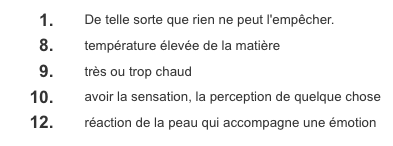 1. De telle sorte que rien ne peut l'empêcher.
8. température élevée de la matière
9. très ou trop chaud
10. avoir la sensation, la perception de quelque chose
12. réaction de la peau qui accompagne une émotion